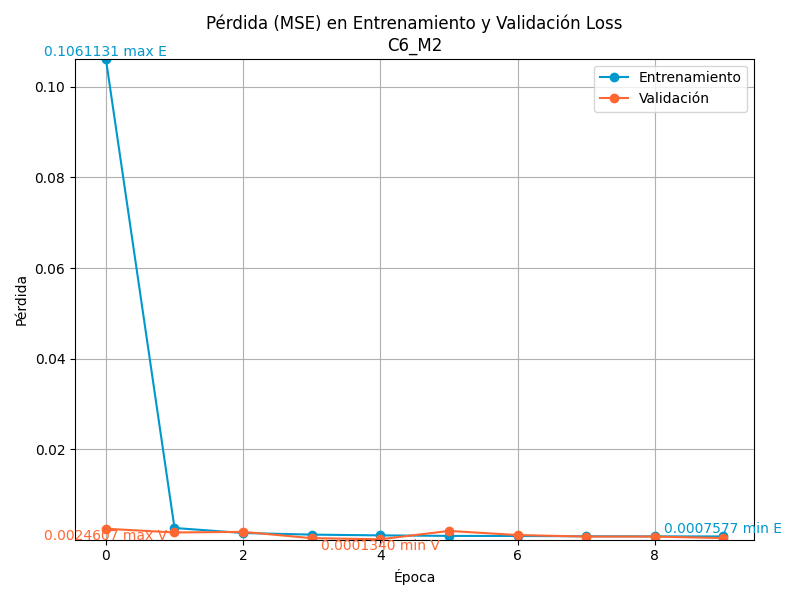 Pérdida (MSE) en Entrenamiento y Validación Loss
C6_M2
0.1061131 max E
Entrenamiento
Validación
0.10
0.08
0.06
0.04
0.02
Pérdida
0.0024607 max V
0.0001340 min V
0.0007577 min E
0
2
4
6
8
Época